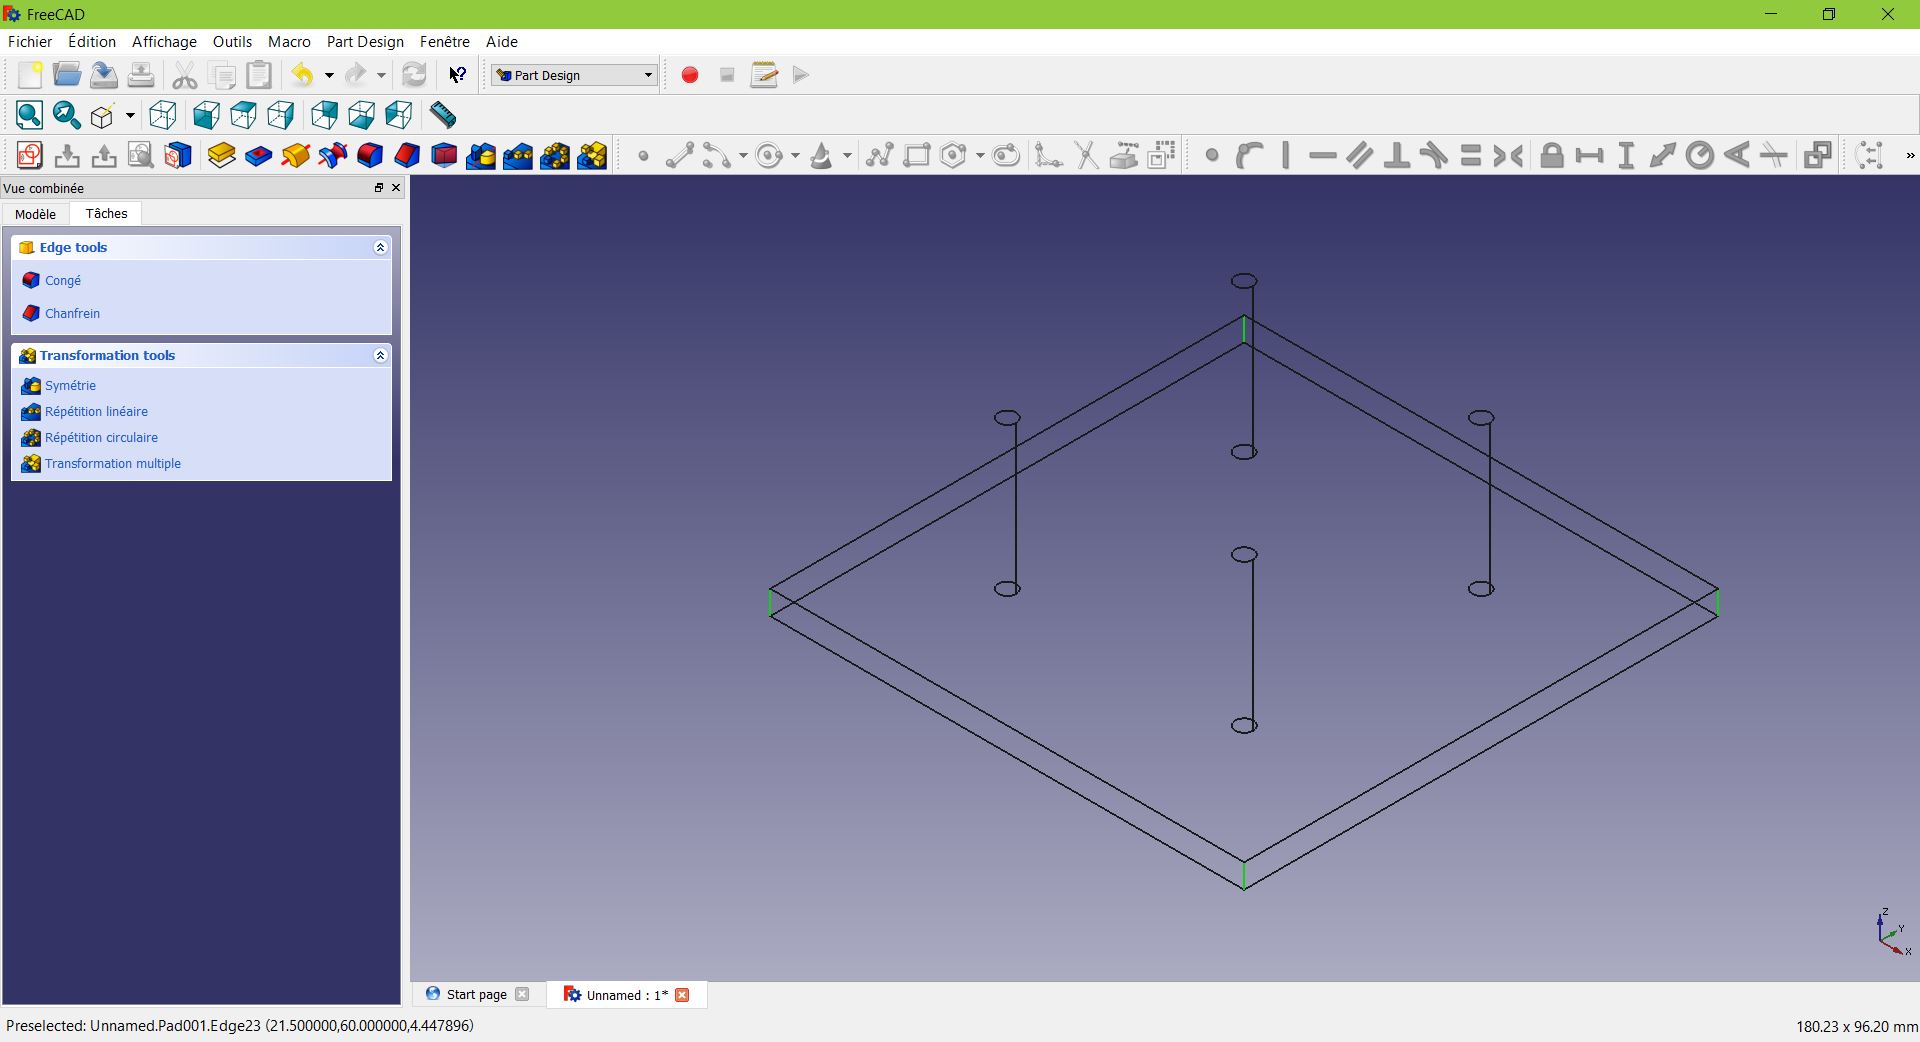 FreeCAD
Fichier Édition Affichage Outils Macro Part Design Fenêtre Aide
Part Design
Vue combinée
Modèle Tâches
Edge tools
Congé
Chanfrein
Transformation tools
Symétrie
Répétition linéaire
Répétition circulaire
Transformation multiple
Z
Y
X
Start page Unnamed : 1*
Preselected: Unnamed.Pad001.Edge23 (21.500000,60.000000,4.447896) 180.23 x 96.20 mm